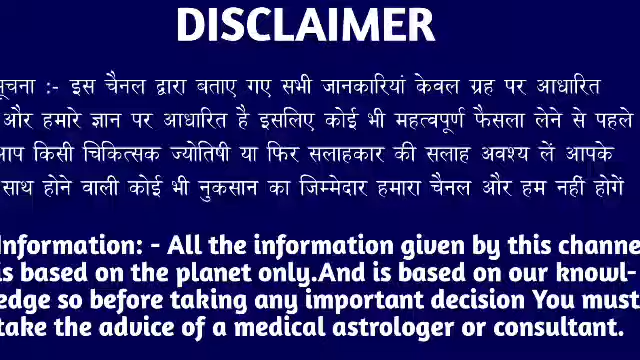 DISCLAIMER
सूचना :- इस चैनल द्वारा बताए गए सभी जानकारियां केवल ग्रह पर आधारित
और हमारे ज्ञान पर आधारित है इसलिए कोई भी महत्वपूर्ण फैसला लेने से पहले
आप किसी चिकित्सक ज्योतिषी या फिर सलाहकार की सलाह अवश्य लें आपके
साथ होने वाली कोई भी नुकसान का जिम्मेदार हमारा चैनल और हम नहीं होगें
Information: - All the information given by this channe
is based on the planet only.And is based on our knowl-
edge so before taking any important decision You must
take the advice of a medical astrologer or consultant.